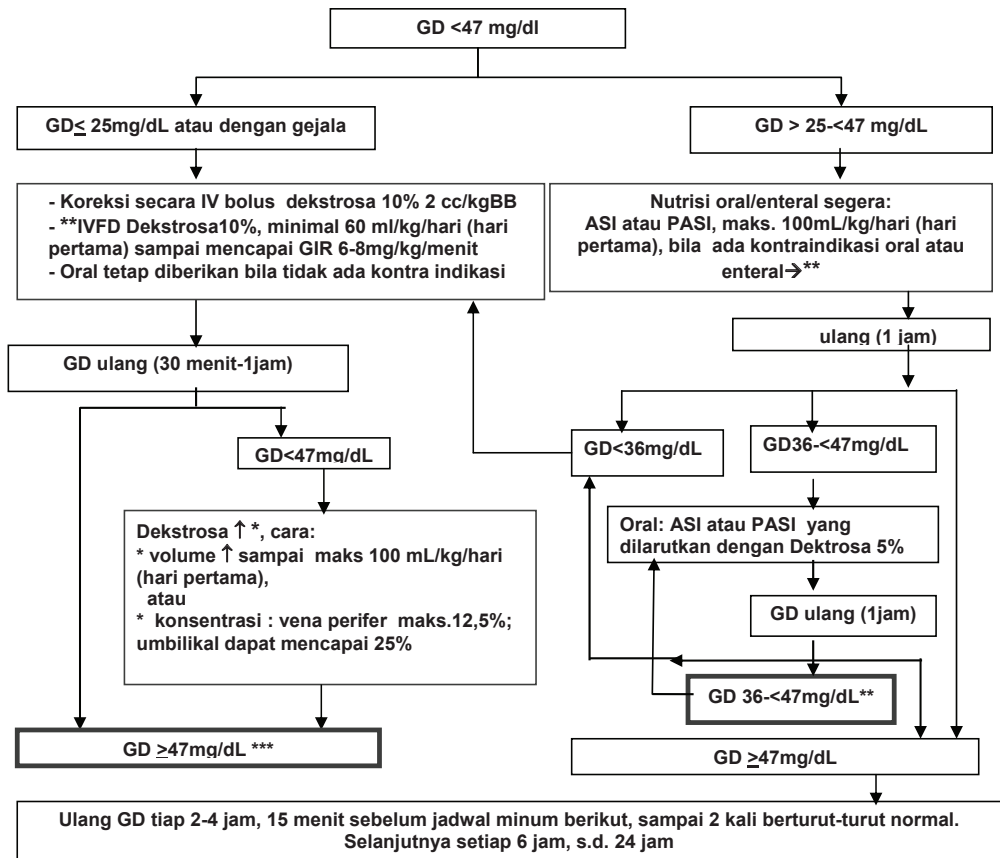 GD <47 mg/dl
GD≤ 25mg/dL atau dengan gejala
GD > 25-<47 mg/dL
- Koreksi secara IV bolus dekstrosa 10% 2 cc/kgBB
- **IVFD Dekstrosa10%, minimal 60 ml/kg/hari (hari
pertama) sampai mencapai GIR 6-8mg/kg/menit
- Oral tetap diberikan bila tidak ada kontra indikasi
Nutrisi oral/enteral segera:
ASI atau PASI, maks. 100mL/kg/hari (hari
pertama), bila ada kontraindikasi oral atau
enteral→**
ulang (1 jam)
GD ulang (30 menit-1jam)
GD<47mg/dL
GD<36mg/dL
GD36-<47mg/dL
Dekstrosa ↑ *, cara:
* volume ↑ sampai maks 100 mL/kg/hari
(hari pertama),
atau
* konsentrasi : vena perifer maks.12,5%;
umbilikal dapat mencapai 25%
Oral: ASI atau PASI yang
dilarutkan dengan Dektrosa 5%
GD ulang (1jam)
GD 36-<47mg/dL**
GD ≥47mg/dL ***
GD ≥47mg/dL
Ulang GD tiap 2-4 jam, 15 menit sebelum jadwal minum berikut, sampai 2 kali berturut-turut normal.
Selanjutnya setiap 6 jam, s.d. 24 jam